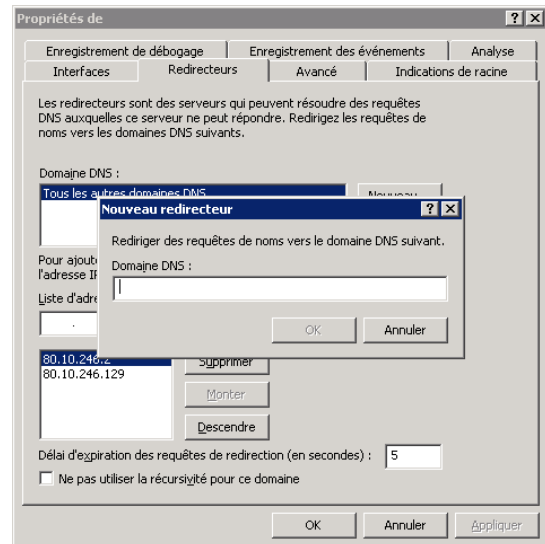 Propriétés de
Enregistrement de débogage
Enregistrement des événements
Analyse
Interfaces
Redirecteurs
Avancé
Indications de racine
Les redirecteurs sont des serveurs qui peuvent résoudre des requêtes
DNS auxquelles ce serveur ne peut répondre. Redirigez les requêtes de
noms vers les domaines DNS suivants.
Domaine DNS :
Tous les autres domaines DNS
Nouveau...
Nouveau redirecteur
Rediriger des requêtes de noms vers le domaine DNS suivant.
Domaine DNS :
OK
Annuler
Pour ajout
l'adresse IP
Liste d'adre
80.10.246.2
80.10.246.129
Supprimer
Monter
Descendre
Délai d'expiration des requêtes de redirection (en secondes) :
5
Ne pas utiliser la récursivité pour ce domaine
OK
Annuler
Appliquer